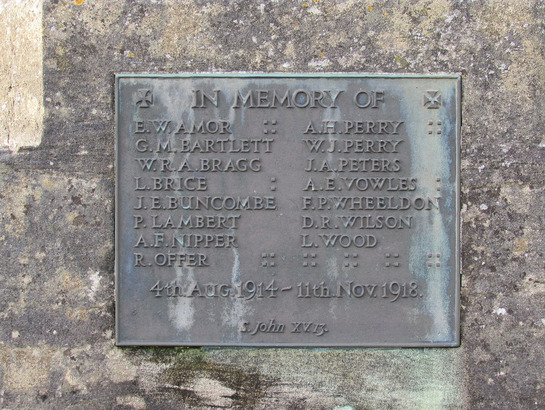 IN MEMORY OF
E.W.AMOR
G.M.BARTLETT
W.R.A.BRAGG
L.BRICE
J.E.BUNCOMBE
P.LAMBERT
A.F.NIPPER
R.OFFER
A.H.PERRY
W.J.PERRY
J.A.PETERS
A.E.VOWLES
F.P.WHEELDON
D.R.WILSON
L.WOOD
4th.AUG.1914-11th.NOV.1918.
S.John XV.13.